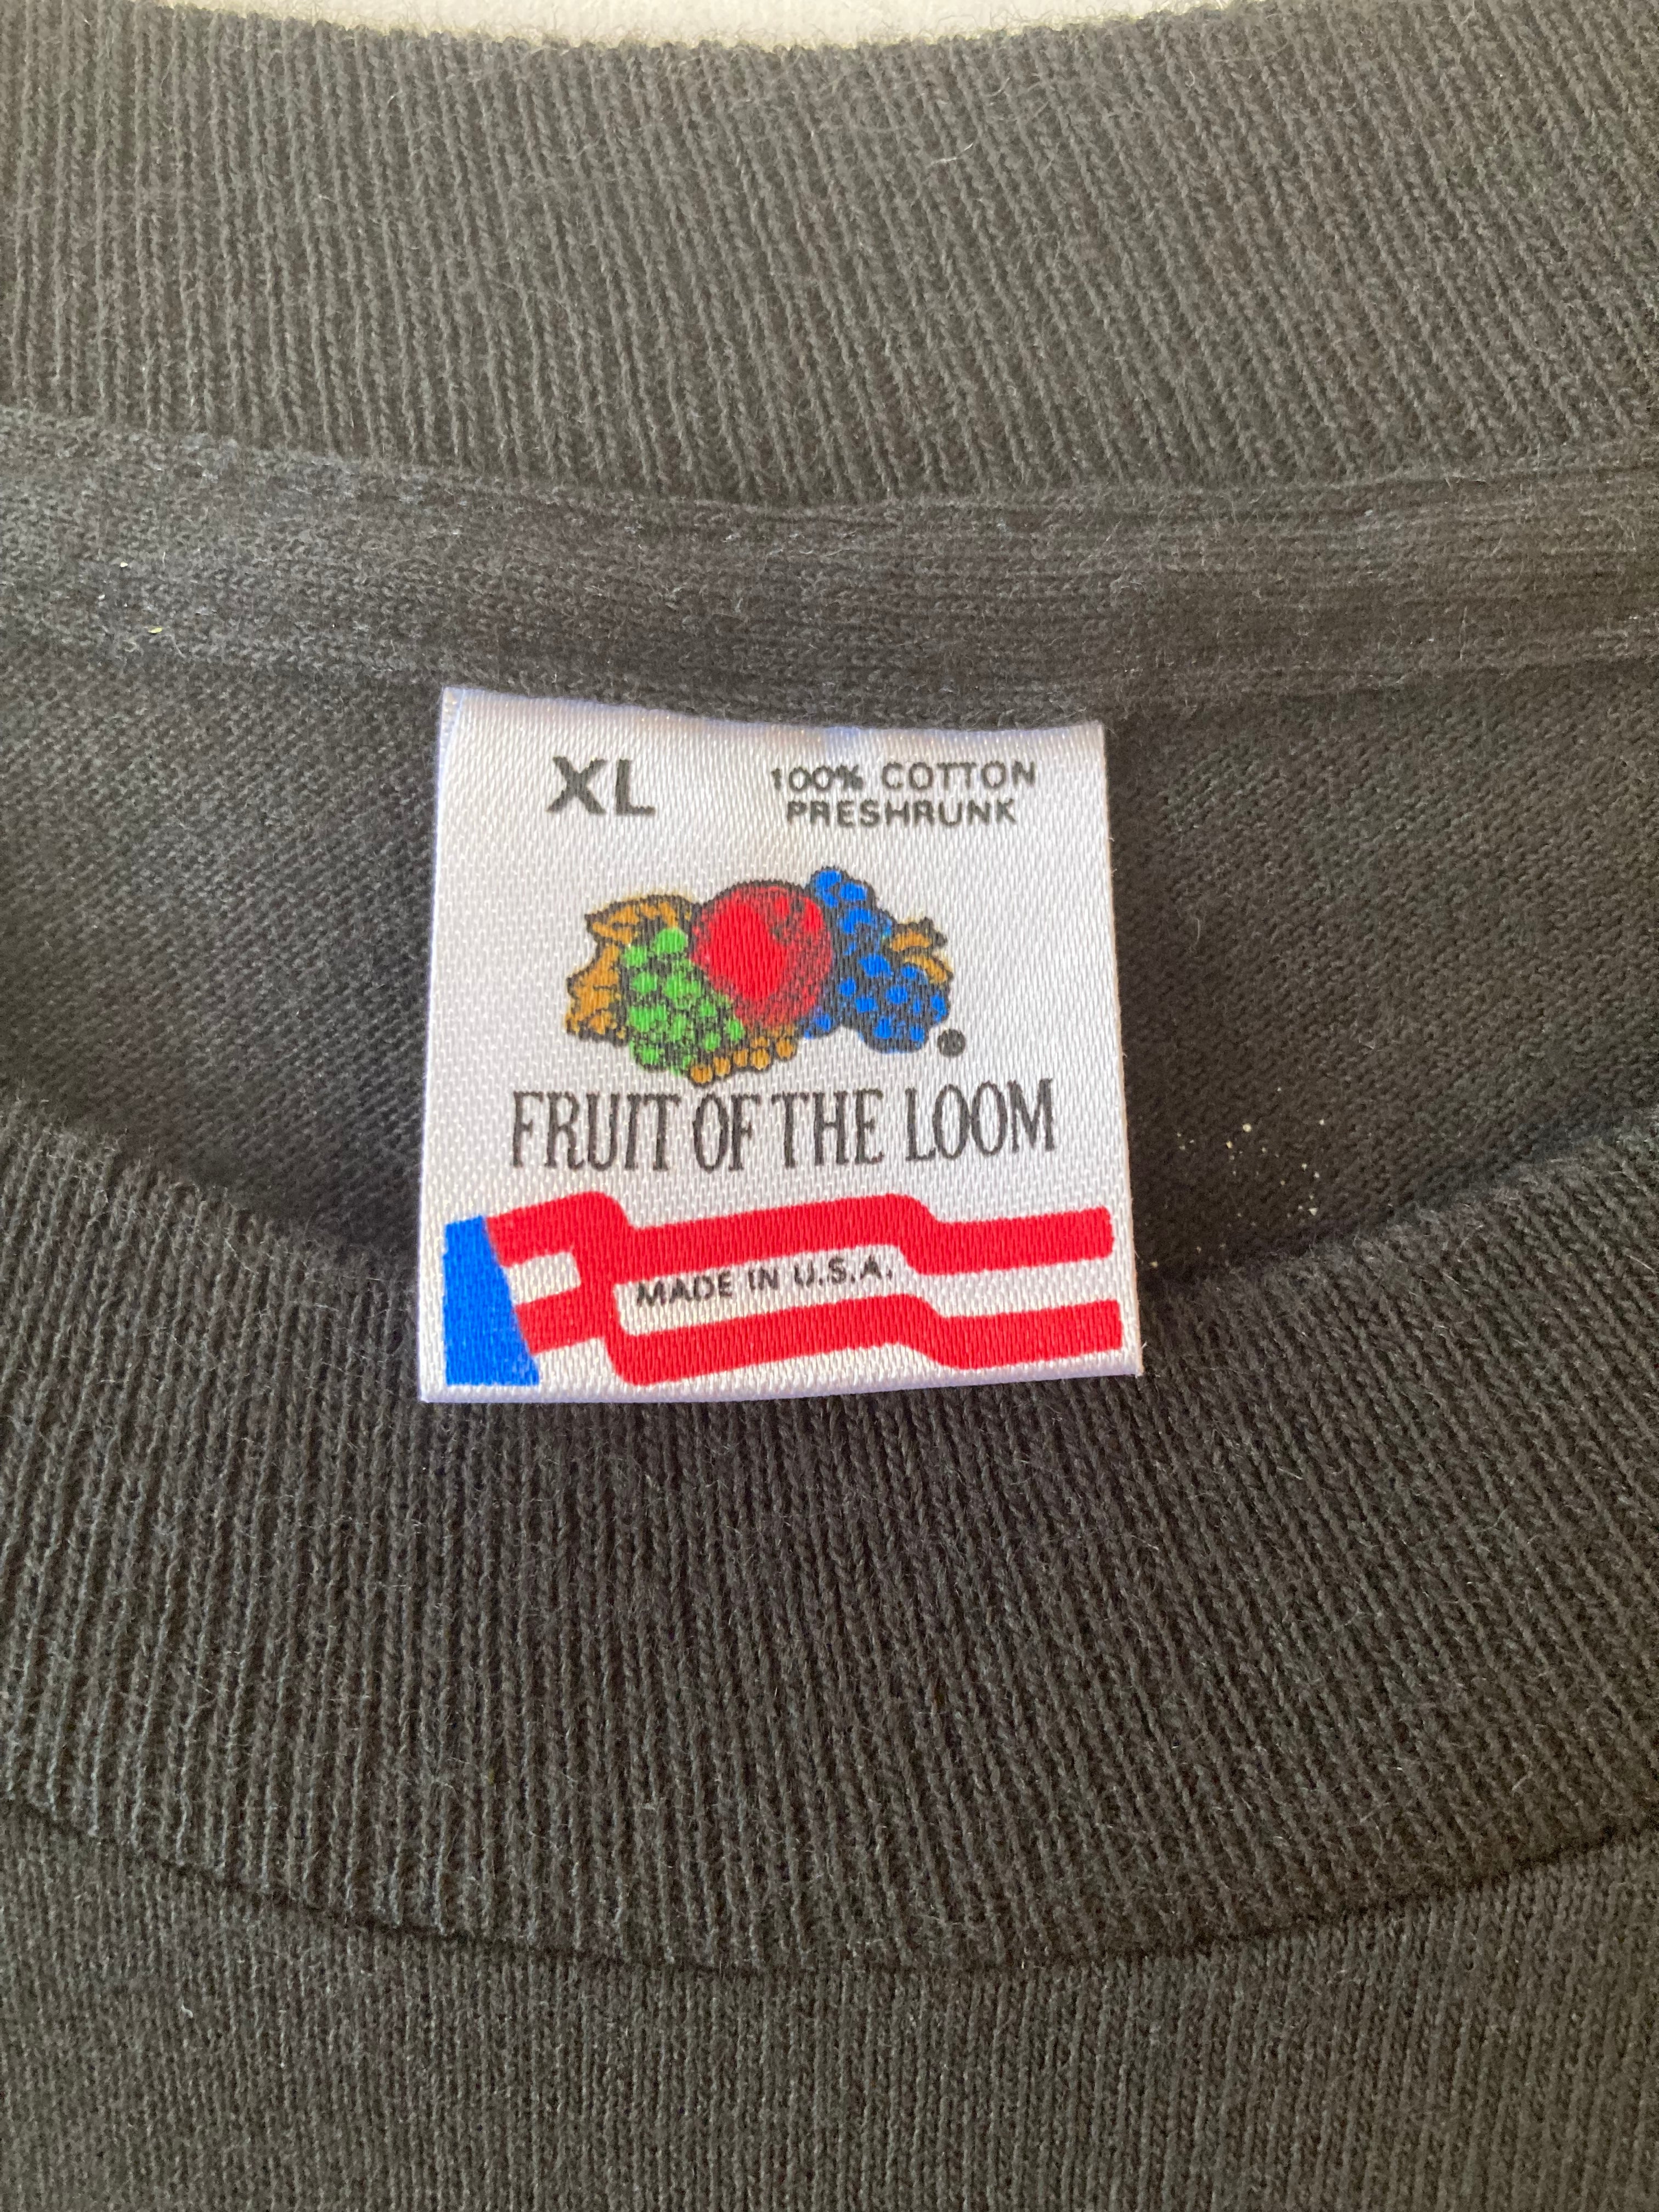 XL
100% COTTON
PRESHRUNK
FRUIT OF THE LOOM
MADE IN U.S.A.